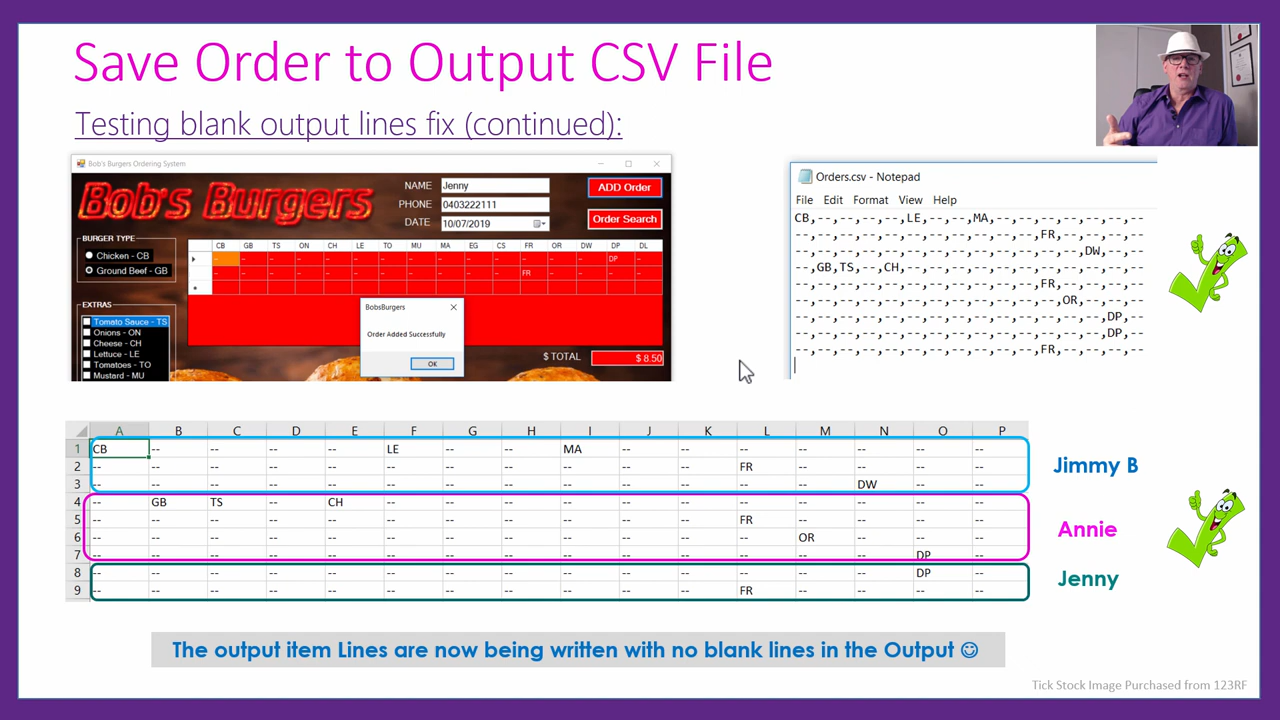 Save Order to Output CSV File
Testing blank output lines fix (continued):
Bob's Burgers Ordering System
Bob's Burgers
NAME Jenny
PHONE 0403222111
DATE 10/07/2019
ADD Order
Order Search
BURGER TYPE
Chicken - CB
Ground Beef - GB
EXTRAS
Tomato Sauce - TS
Onions - ON
Cheese - CH
Lettuce - LE
Tomatoes - TO
Mustard - MU
CB GB TS ON CH LE TO MU MA EG CS FR OR DW DP DL
-- -- -- -- -- -- -- -- -- -- -- -- -- -- DP --
-- -- -- -- -- -- -- -- -- -- -- FR -- -- -- --
BobsBurgers
Order Added Successfully
OK
$ TOTAL $ 8.50
Orders.csv - Notepad
File Edit Format View Help
CB,--,--,--,--,LE,--,--,MA,--,--,--,--,--,--,--
--,--,--,--,--,--,--,--,--,--,--,FR,--,--,--,--
--,--,--,--,--,--,--,--,--,--,--,--,--,DW,--,--
--,GB,TS,--,CH,--,--,--,--,--,--,--,--,--,--,--
--,--,--,--,--,--,--,--,--,--,--,FR,--,--,--,--
--,--,--,--,--,--,--,--,--,--,--,--,OR,--,--,--
--,--,--,--,--,--,--,--,--,--,--,--,--,--,DP,--
--,--,--,--,--,--,--,--,--,--,--,--,--,--,DP,--
--,--,--,--,--,--,--,--,--,--,--,FR,--,--,--,--
A B C D E F G H I J K L M N O P
1 CB -- -- -- -- LE -- -- MA -- -- -- -- -- -- --
2 -- -- -- -- -- -- -- -- -- -- -- FR -- -- -- --
3 -- -- -- -- -- -- -- -- -- -- -- -- -- DW -- --
4 -- GB TS -- CH -- -- -- -- -- -- -- -- -- -- --
5 -- -- -- -- -- -- -- -- -- -- -- FR -- -- -- --
6 -- -- -- -- -- -- -- -- -- -- -- -- OR -- -- --
7 -- -- -- -- -- -- -- -- -- -- -- -- -- -- DP --
8 -- -- -- -- -- -- -- -- -- -- -- -- -- -- DP --
9 -- -- -- -- -- -- -- -- -- -- -- FR -- -- -- --
Jimmy B
Annie
Jenny
The output item Lines are now being written with no blank lines in the Output ☺
Tick Stock Image Purchased from 123RF